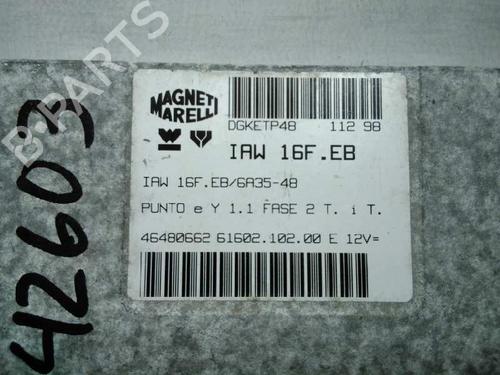 MAGNETI
MARELLI
DGKETP48 112 98
IAW 16F.EB
IAW 16F.EB/6A35-48
PUNTO e Y 1.1 FASE 2 T. i T.
46480662 61602.102.00 E 12V=
42603
B-PARTS